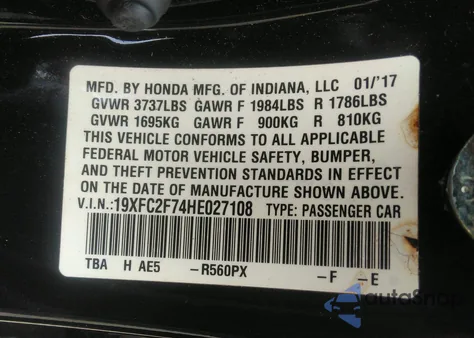 MFD. BY HONDA MFG. OF INDIANA, LLC 01/'17
GVWR 3737LBS GAWR F 1984LBS R 1786LBS
GVWR 1695KG GAWR F 900KG R 810KG
THIS VEHICLE CONFORMS TO ALL APPLICABLE
FEDERAL MOTOR VEHICLE SAFETY, BUMPER,
AND THEFT PREVENTION STANDARDS IN EFFECT
ON THE DATE OF MANUFACTURE SHOWN ABOVE.
V.I.N.:19XFC2F74HE027108 TYPE: PASSENGER CAR
TBA H AE5 -R560PX -F -E
autoSnap